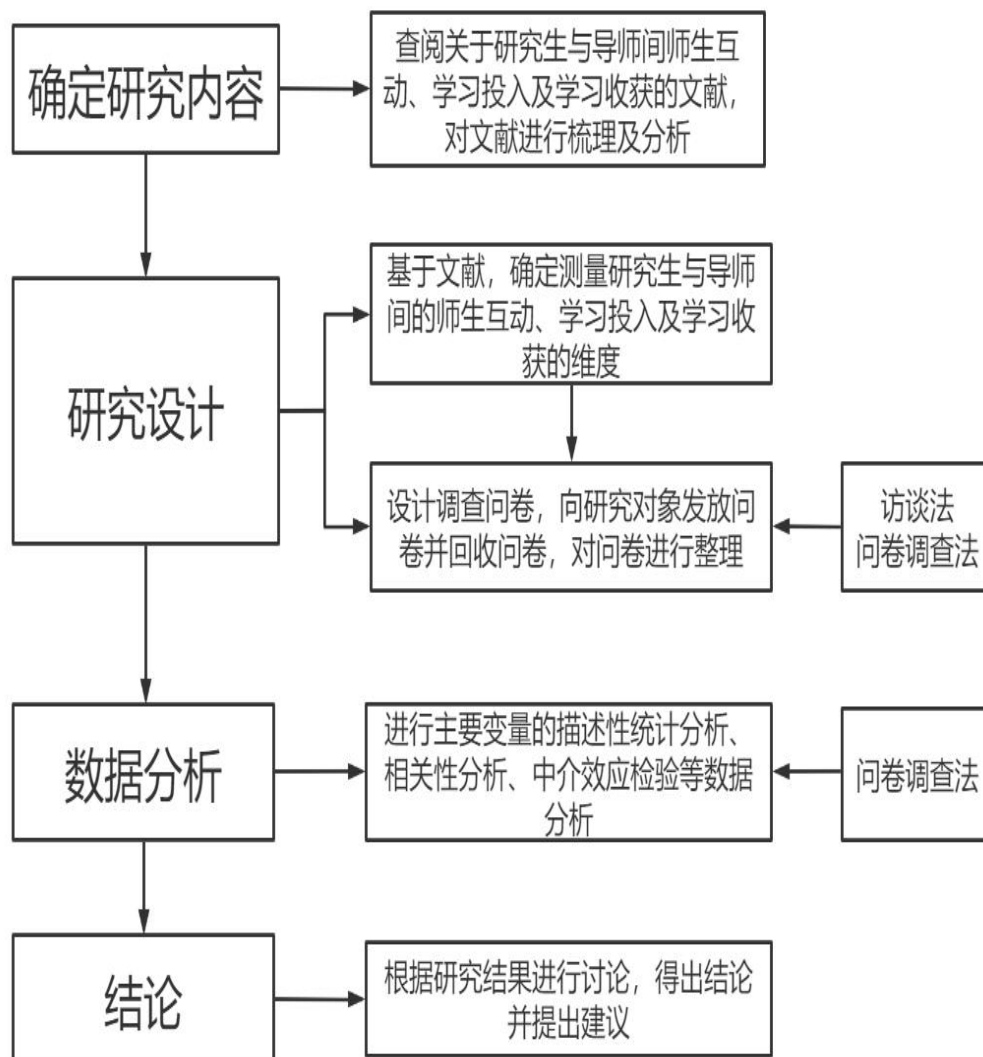 确定研究内容
查阅关于研究生与导师间师生互
动、学习投入及学习收获的文献，
对文献进行梳理及分析
研究设计
基于文献，确定测量研究生与导师
间的师生互动、学习投入及学习收
获的维度
设计调查问卷，向研究对象发放问
卷并回收问卷，对问卷进行整理
访谈法
问卷调查法
数据分析
进行主要变量的描述性统计分析、
相关性分析、中介效应检验等数据
分析
问卷调查法
结论
根据研究结果进行讨论，得出结论
并提出建议